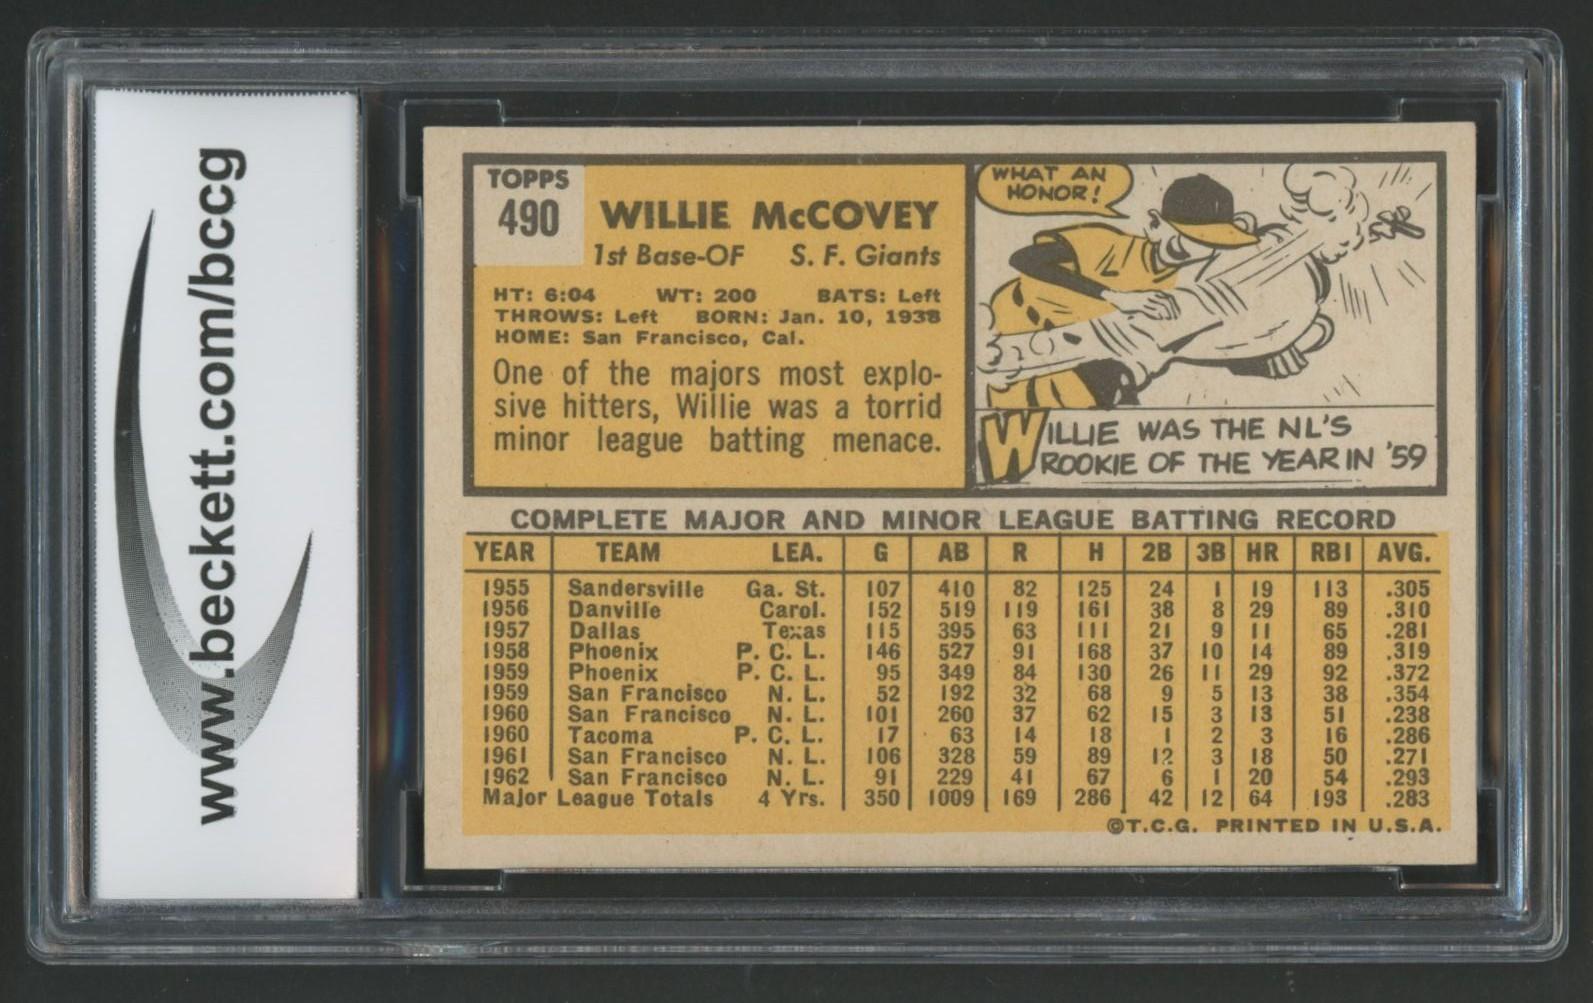 www.beckett.com/bccg
TOPPS
490
WILLIE McCOVEY
1st Base-OF S. F. Giants
HT: 6:04 WT: 200 BATS: Left
THROWS: Left BORN: Jan. 10, 1938
HOME: San Francisco, Cal.
One of the majors most explo-
sive hitters, Willie was a torrid
minor league batting menace.
WHAT AN
HONOR!
WILLIE WAS THE NL'S
ROOKIE OF THE YEAR IN '59
COMPLETE MAJOR AND MINOR LEAGUE BATTING RECORD
YEAR TEAM LEA. G AB R H 2B 3B HR RBI AVG.
1955 Sandersville Ga. St. 107 410 82 125 24 1 19 113 .305
1956 Danville Carol. 152 519 119 161 38 8 29 89 .310
1957 Dallas Texas 115 395 63 111 21 9 11 65 .281
1958 Phoenix P. C. L. 146 527 91 168 37 10 14 89 .319
1959 Phoenix P. C. L. 95 349 84 130 26 11 29 92 .372
1959 San Francisco N. L. 52 192 32 68 9 5 13 38 .354
1960 San Francisco N. L. 101 260 37 62 15 3 13 51 .238
1960 Tacoma P. C. L. 17 63 14 18 1 2 3 16 .286
1961 San Francisco N. L. 106 328 59 89 12 3 18 50 .271
1962 San Francisco N. L. 91 229 41 67 6 1 20 54 .293
Major League Totals 4 Yrs. 350 1009 169 286 42 12 64 193 .283
©T.C.G. PRINTED IN U.S.A.